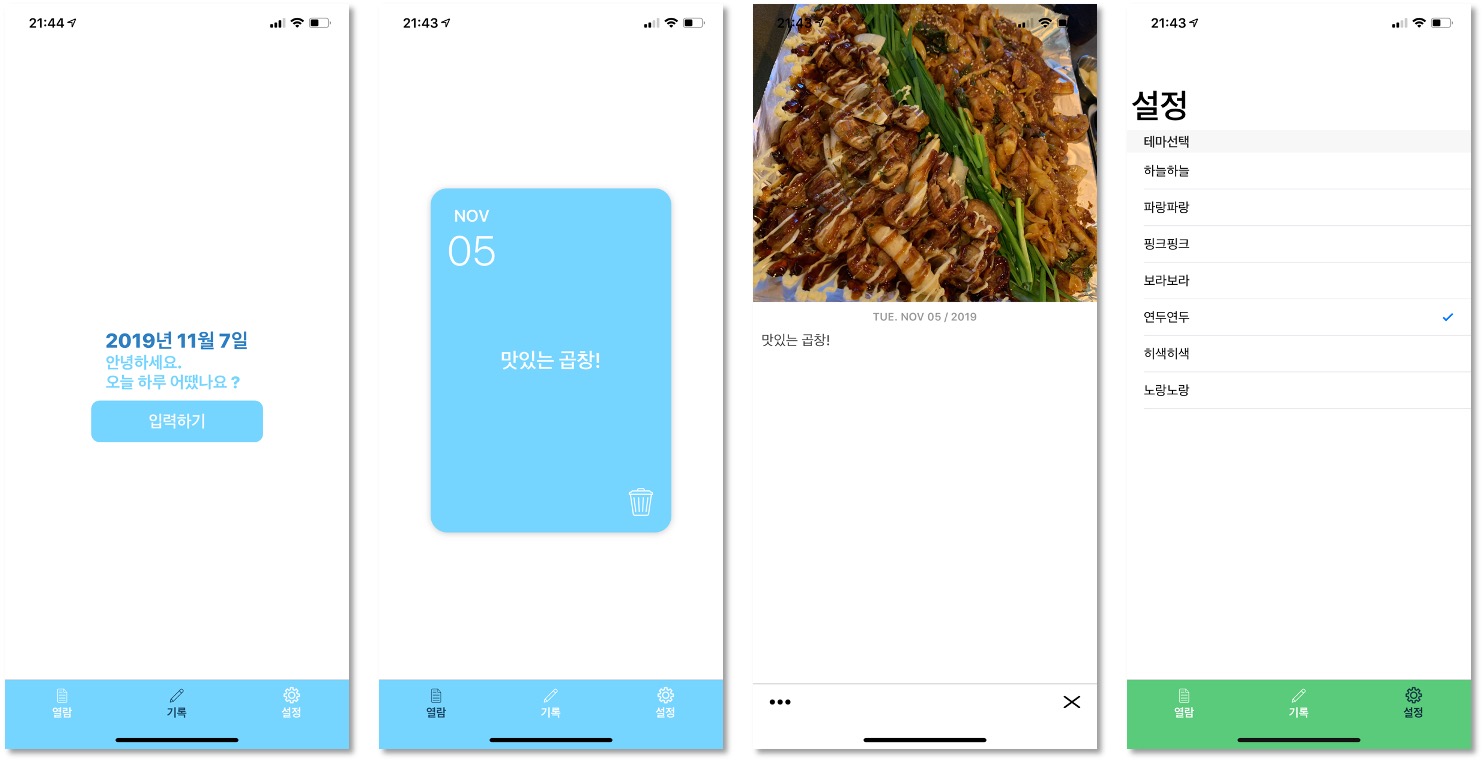 21:44
2019년 11월 7일
안녕하세요.
오늘 하루 어땠나요 ?
입력하기
열람
기록
설정
21:43
NOV
05
맛있는 곱창!
열람
기록
설정
21:43
TUE. NOV 05 / 2019
맛있는 곱창!
21:43
설정
테마선택
하늘하늘
파랑파랑
핑크핑크
보라보라
연두연두
히색히색
노랑노랑
열람
기록
설정